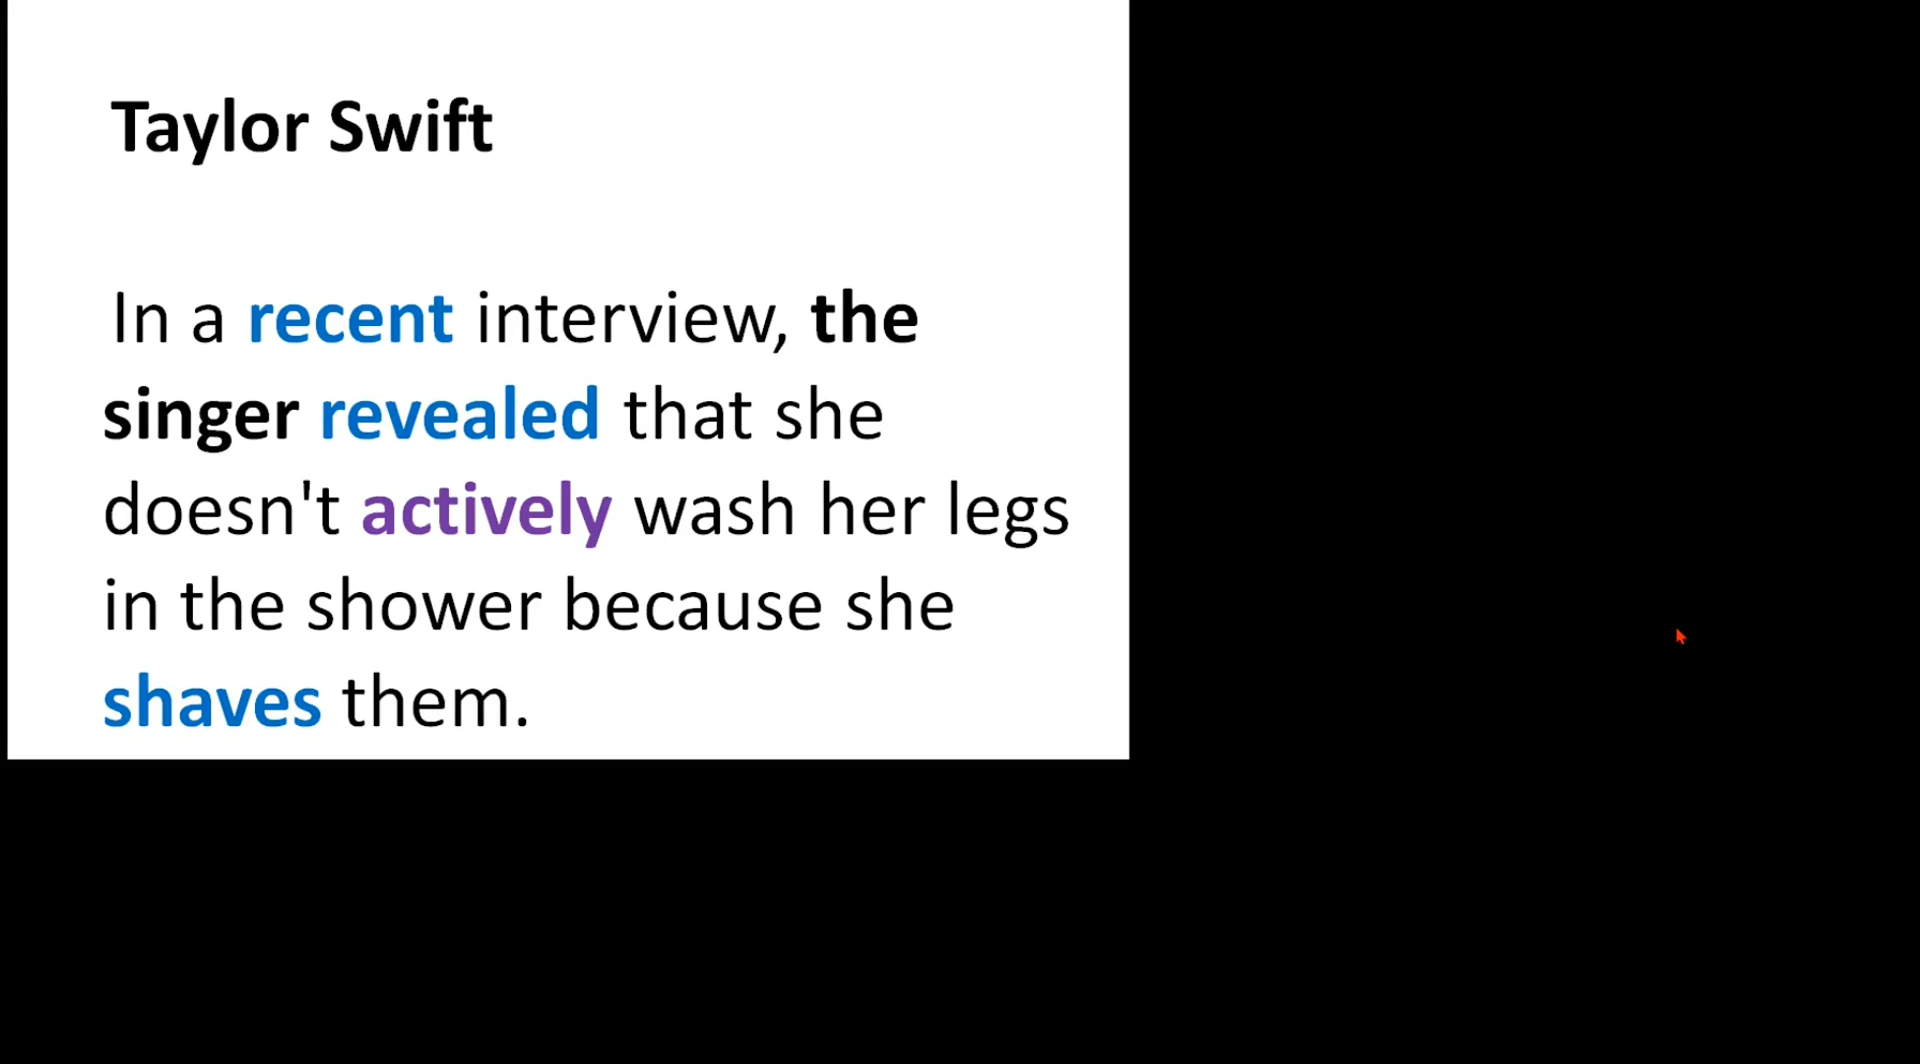 Taylor Swift
In a recent interview, the
singer revealed that she
doesn't actively wash her legs
in the shower because she
shaves them.